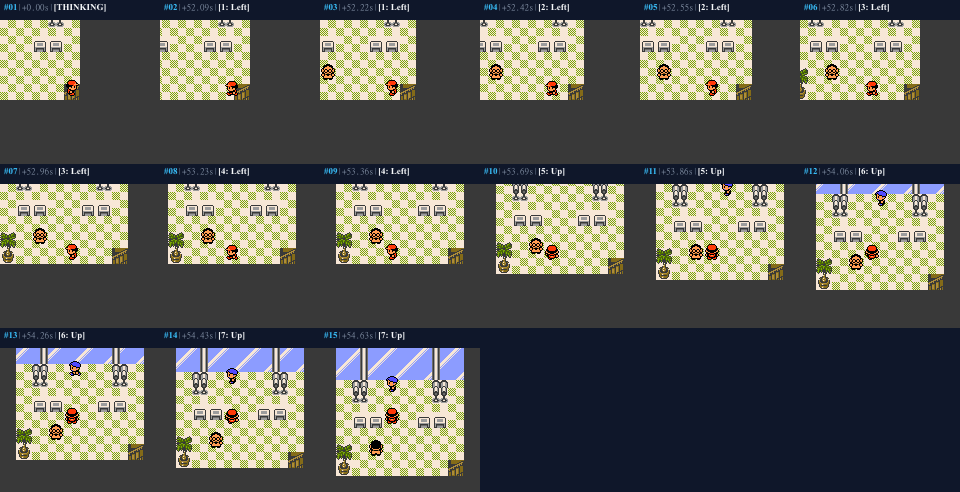 #01|+0.00s|[THINKING]
#02|+52.09s|[1: Left]
#03|+52.22s|[1: Left]
#04|+52.42s|[2: Left]
#05|+52.55s|[2: Left]
#06|+52.82s|[3: Left]
#07|+52.96s|[3: Left]
#08|+53.23s|[4: Left]
#09|+53.36s|[4: Left]
#10|+53.69s|[5: Up]
#11|+53.86s|[5: Up]
#12|+54.06s|[6: Up]
#13|+54.26s|[6: Up]
#14|+54.43s|[7: Up]
#15|+54.63s|[7: Up]